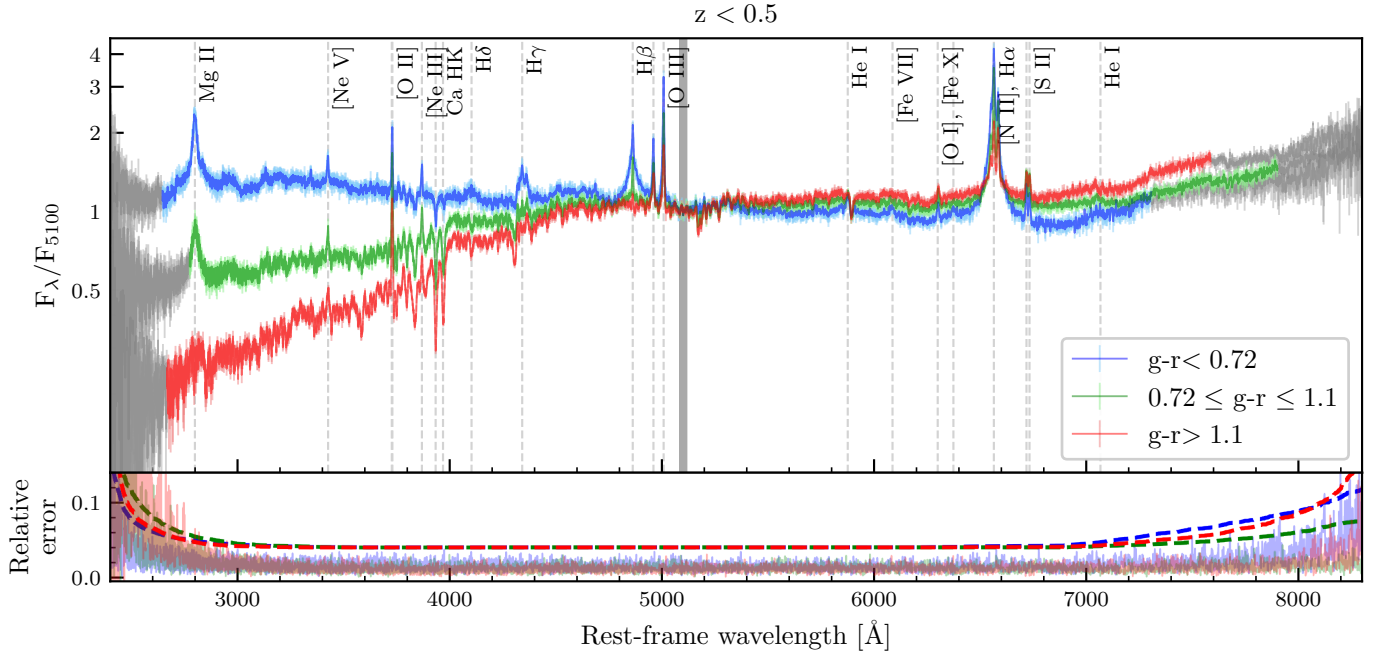 z < 0.5
Mg II
[Ne V]
[O II]
[Ne III]
Ca HK
Hδ
Hγ
Hβ
[O III]
He I
[Fe VII]
[O I], [Fe X]
[N II], Hα
[S II]
He I
4
3
2
1
0.5
F_λ/F_5100
g-r< 0.72
0.72 ≤ g-r ≤ 1.1
g-r> 1.1
0.1
0.0
Relative
error
3000 4000 5000 6000 7000 8000
Rest-frame wavelength [Å]